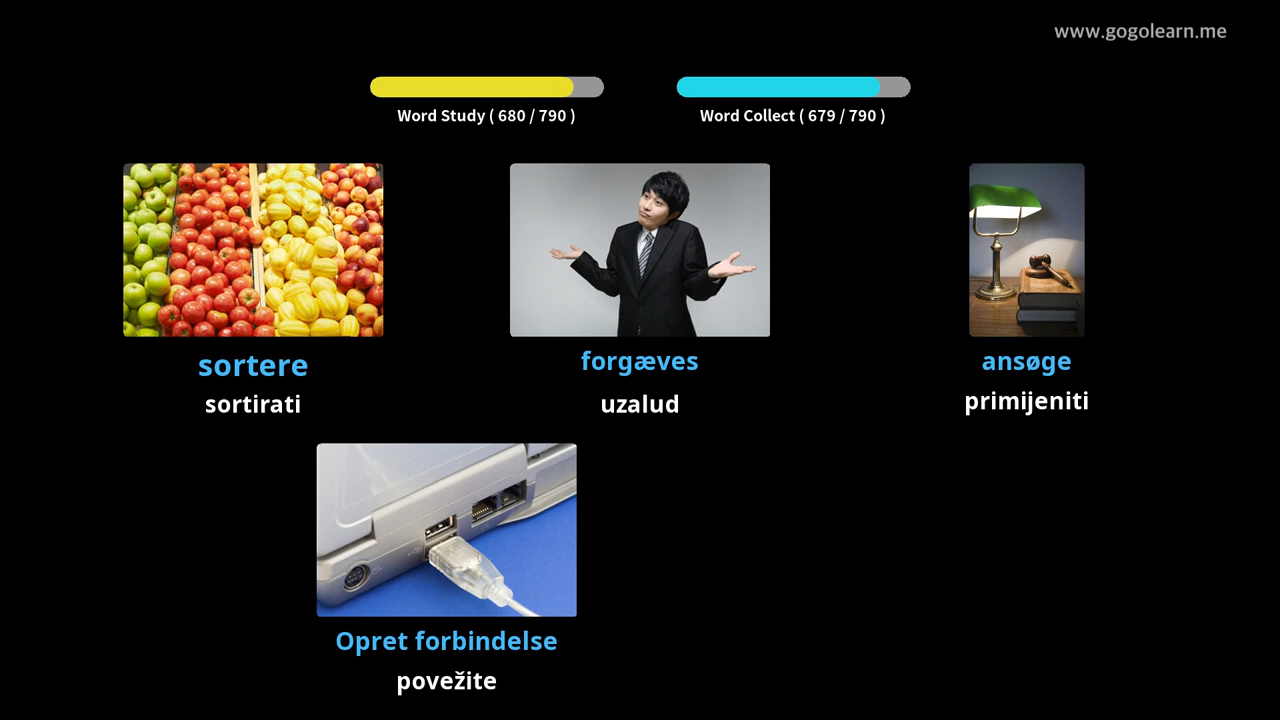 www.gogolearn.me
Word Study ( 680 / 790 )
Word Collect ( 679 / 790 )
sortere
forgæves
ansøge
sortirati
uzalud
primijeniti
Opret forbindelse
povežite